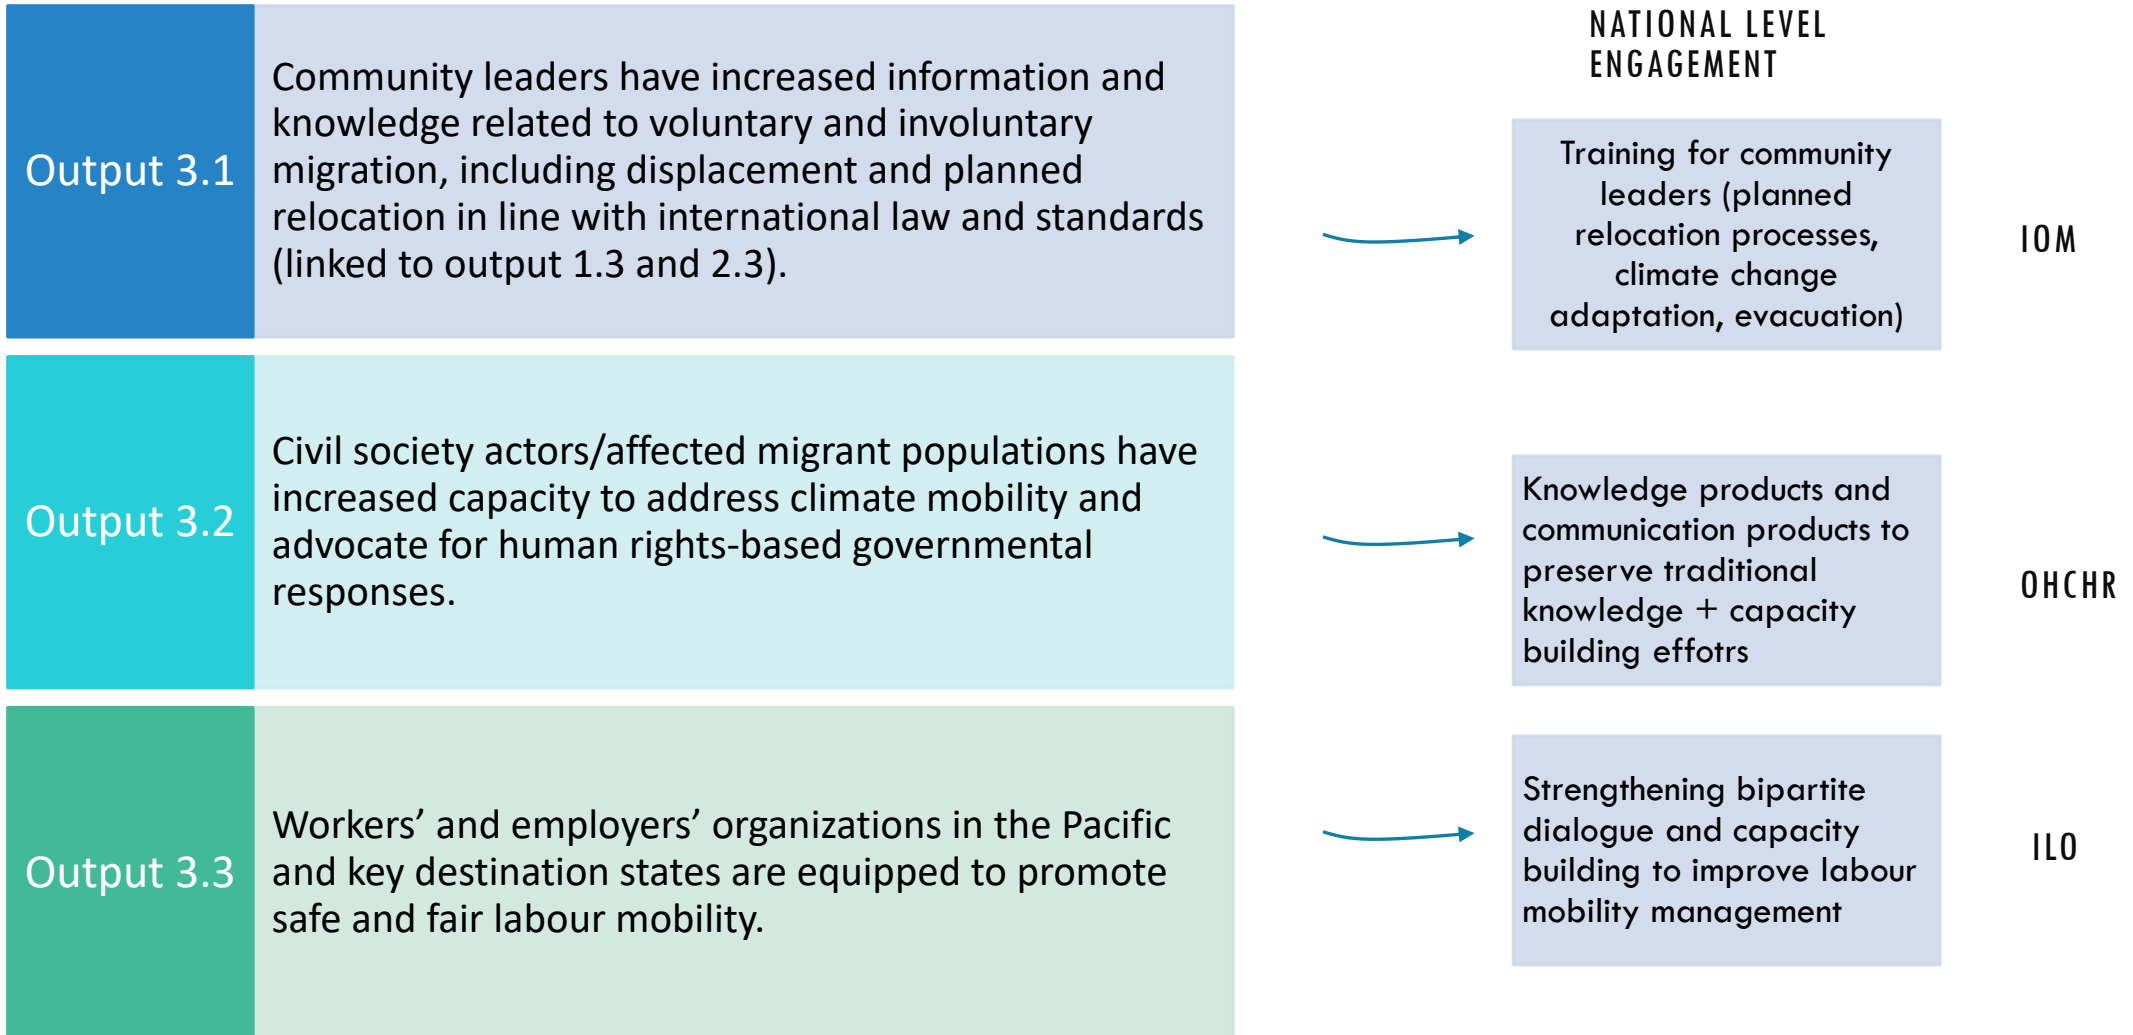 NATIONAL LEVEL
ENGAGEMENT
Output 3.1
Community leaders have increased information and
knowledge related to voluntary and involuntary
migration, including displacement and planned
relocation in line with international law and standards
(linked to output 1.3 and 2.3).
Training for community
leaders (planned
relocation processes,
climate change
adaptation, evacuation)
IOM
Output 3.2
Civil society actors/affected migrant populations have
increased capacity to address climate mobility and
advocate for human rights-based governmental
responses.
Knowledge products and
communication products to
preserve traditional
knowledge + capacity
building effotrs
OHCHR
Output 3.3
Workers’ and employers’ organizations in the Pacific
and key destination states are equipped to promote
safe and fair labour mobility.
Strengthening bipartite
dialogue and capacity
building to improve labour
mobility management
ILO